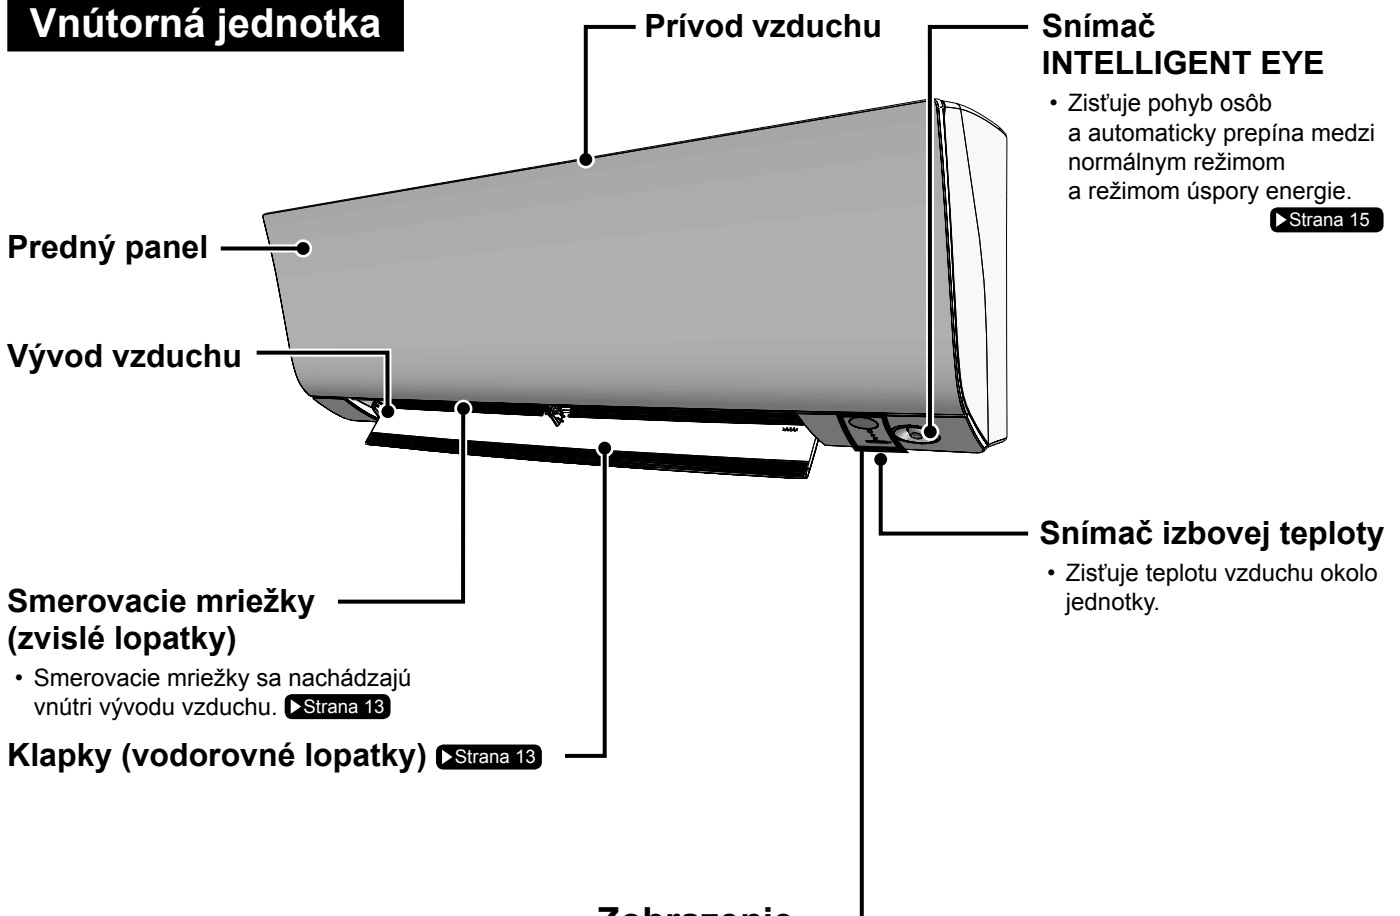 Vnútorná jednotka
Prívod vzduchu
Snímač
INTELLIGENT EYE
• Zisťuje pohyb osôb
a automaticky prepína medzi
normálnym režimom
a režimom úspory energie.
▶Strana 15
Predný panel
Vývod vzduchu
Snímač izbovej teploty
• Zisťuje teplotu vzduchu okolo
jednotky.
Smerovacie mriežky
(zvislé lopatky)
• Smerovacie mriežky sa nachádzajú
vnútri vývodu vzduchu. ▶Strana 13
Klapky (vodorovné lopatky) ▶Strana 13
Zobrazenie